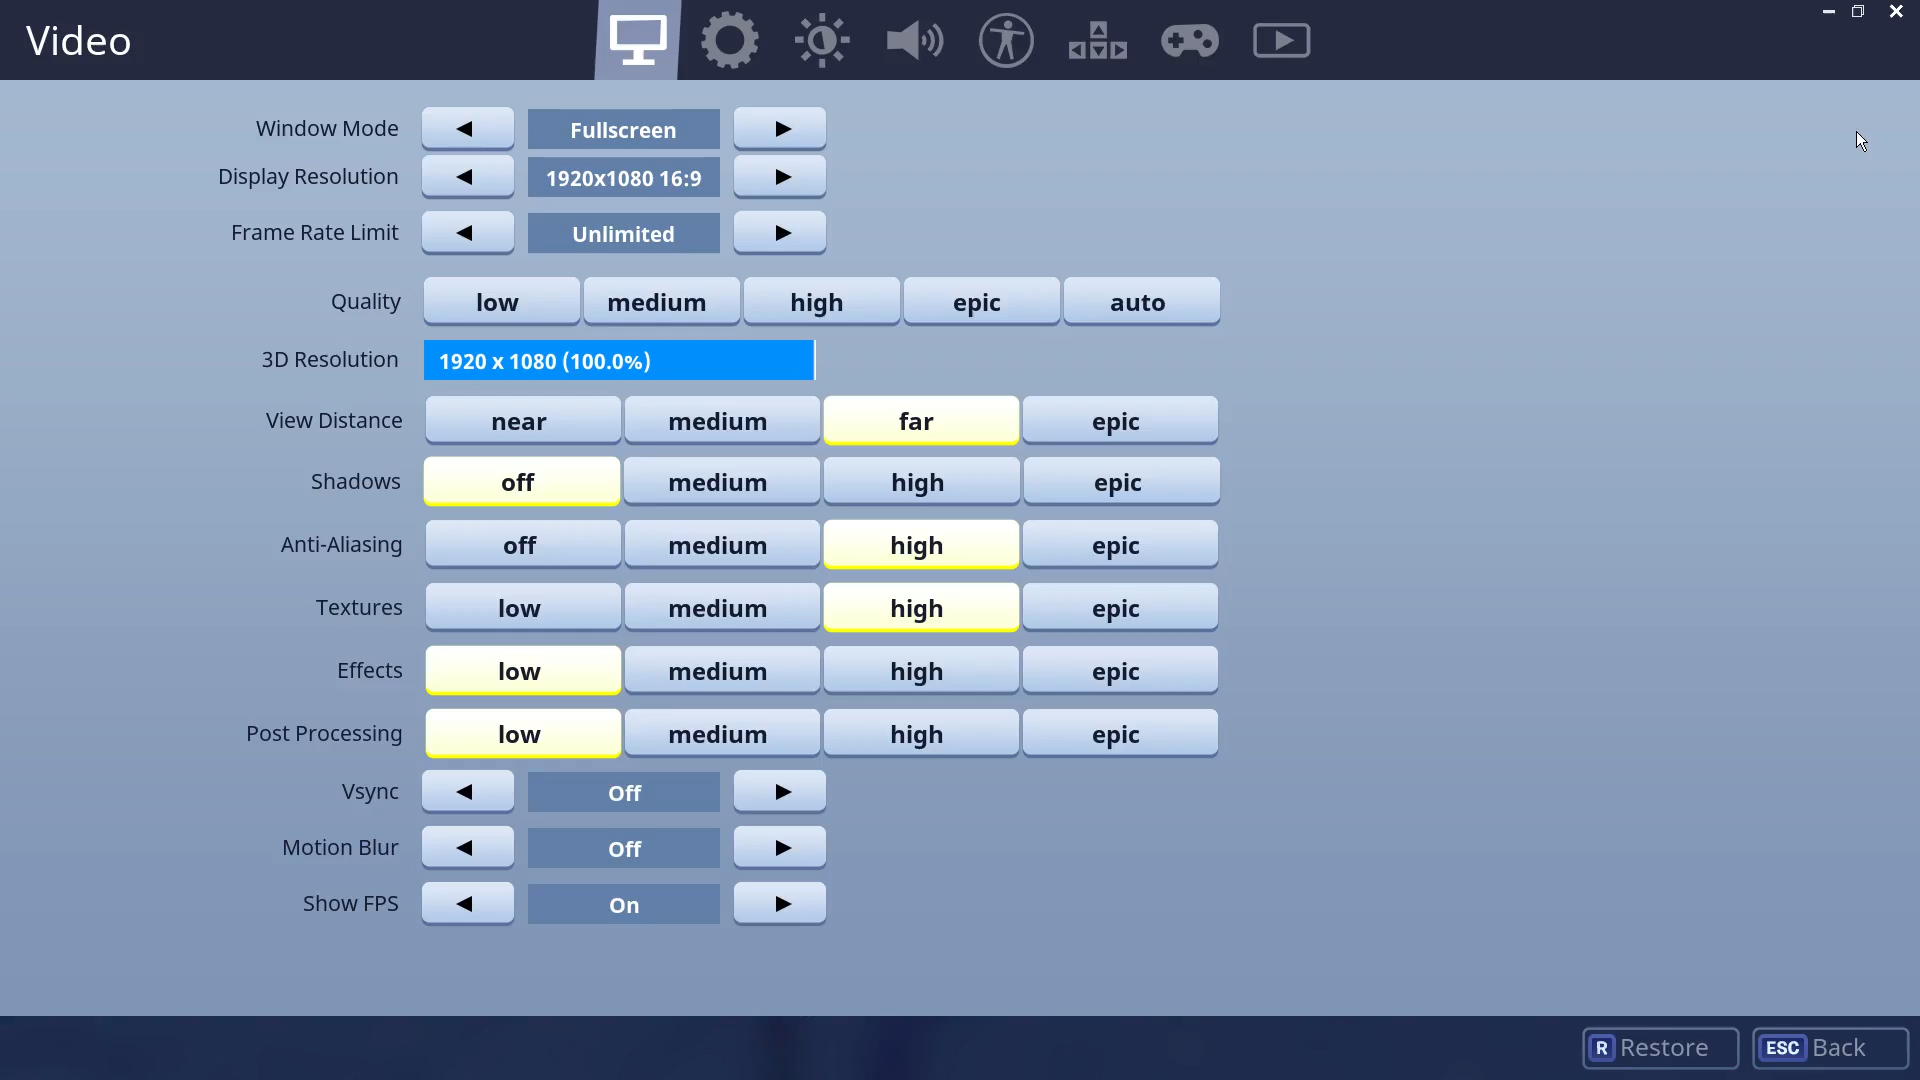 Video
Window Mode Fullscreen
Display Resolution 1920x1080 16:9
Frame Rate Limit Unlimited
Quality low medium high epic auto
3D Resolution 1920 x 1080 (100.0%)
View Distance near medium far epic
Shadows off medium high epic
Anti-Aliasing off medium high epic
Textures low medium high epic
Effects low medium high epic
Post Processing low medium high epic
Vsync Off
Motion Blur Off
Show FPS On
R Restore ESC Back